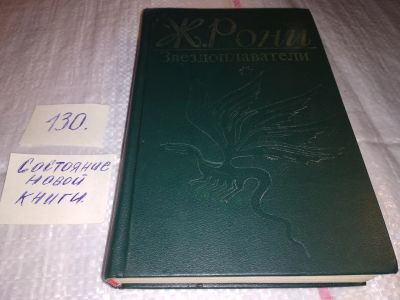 Ж. Рони
Звездоплаватели
130.
Состояние
новой
книги.